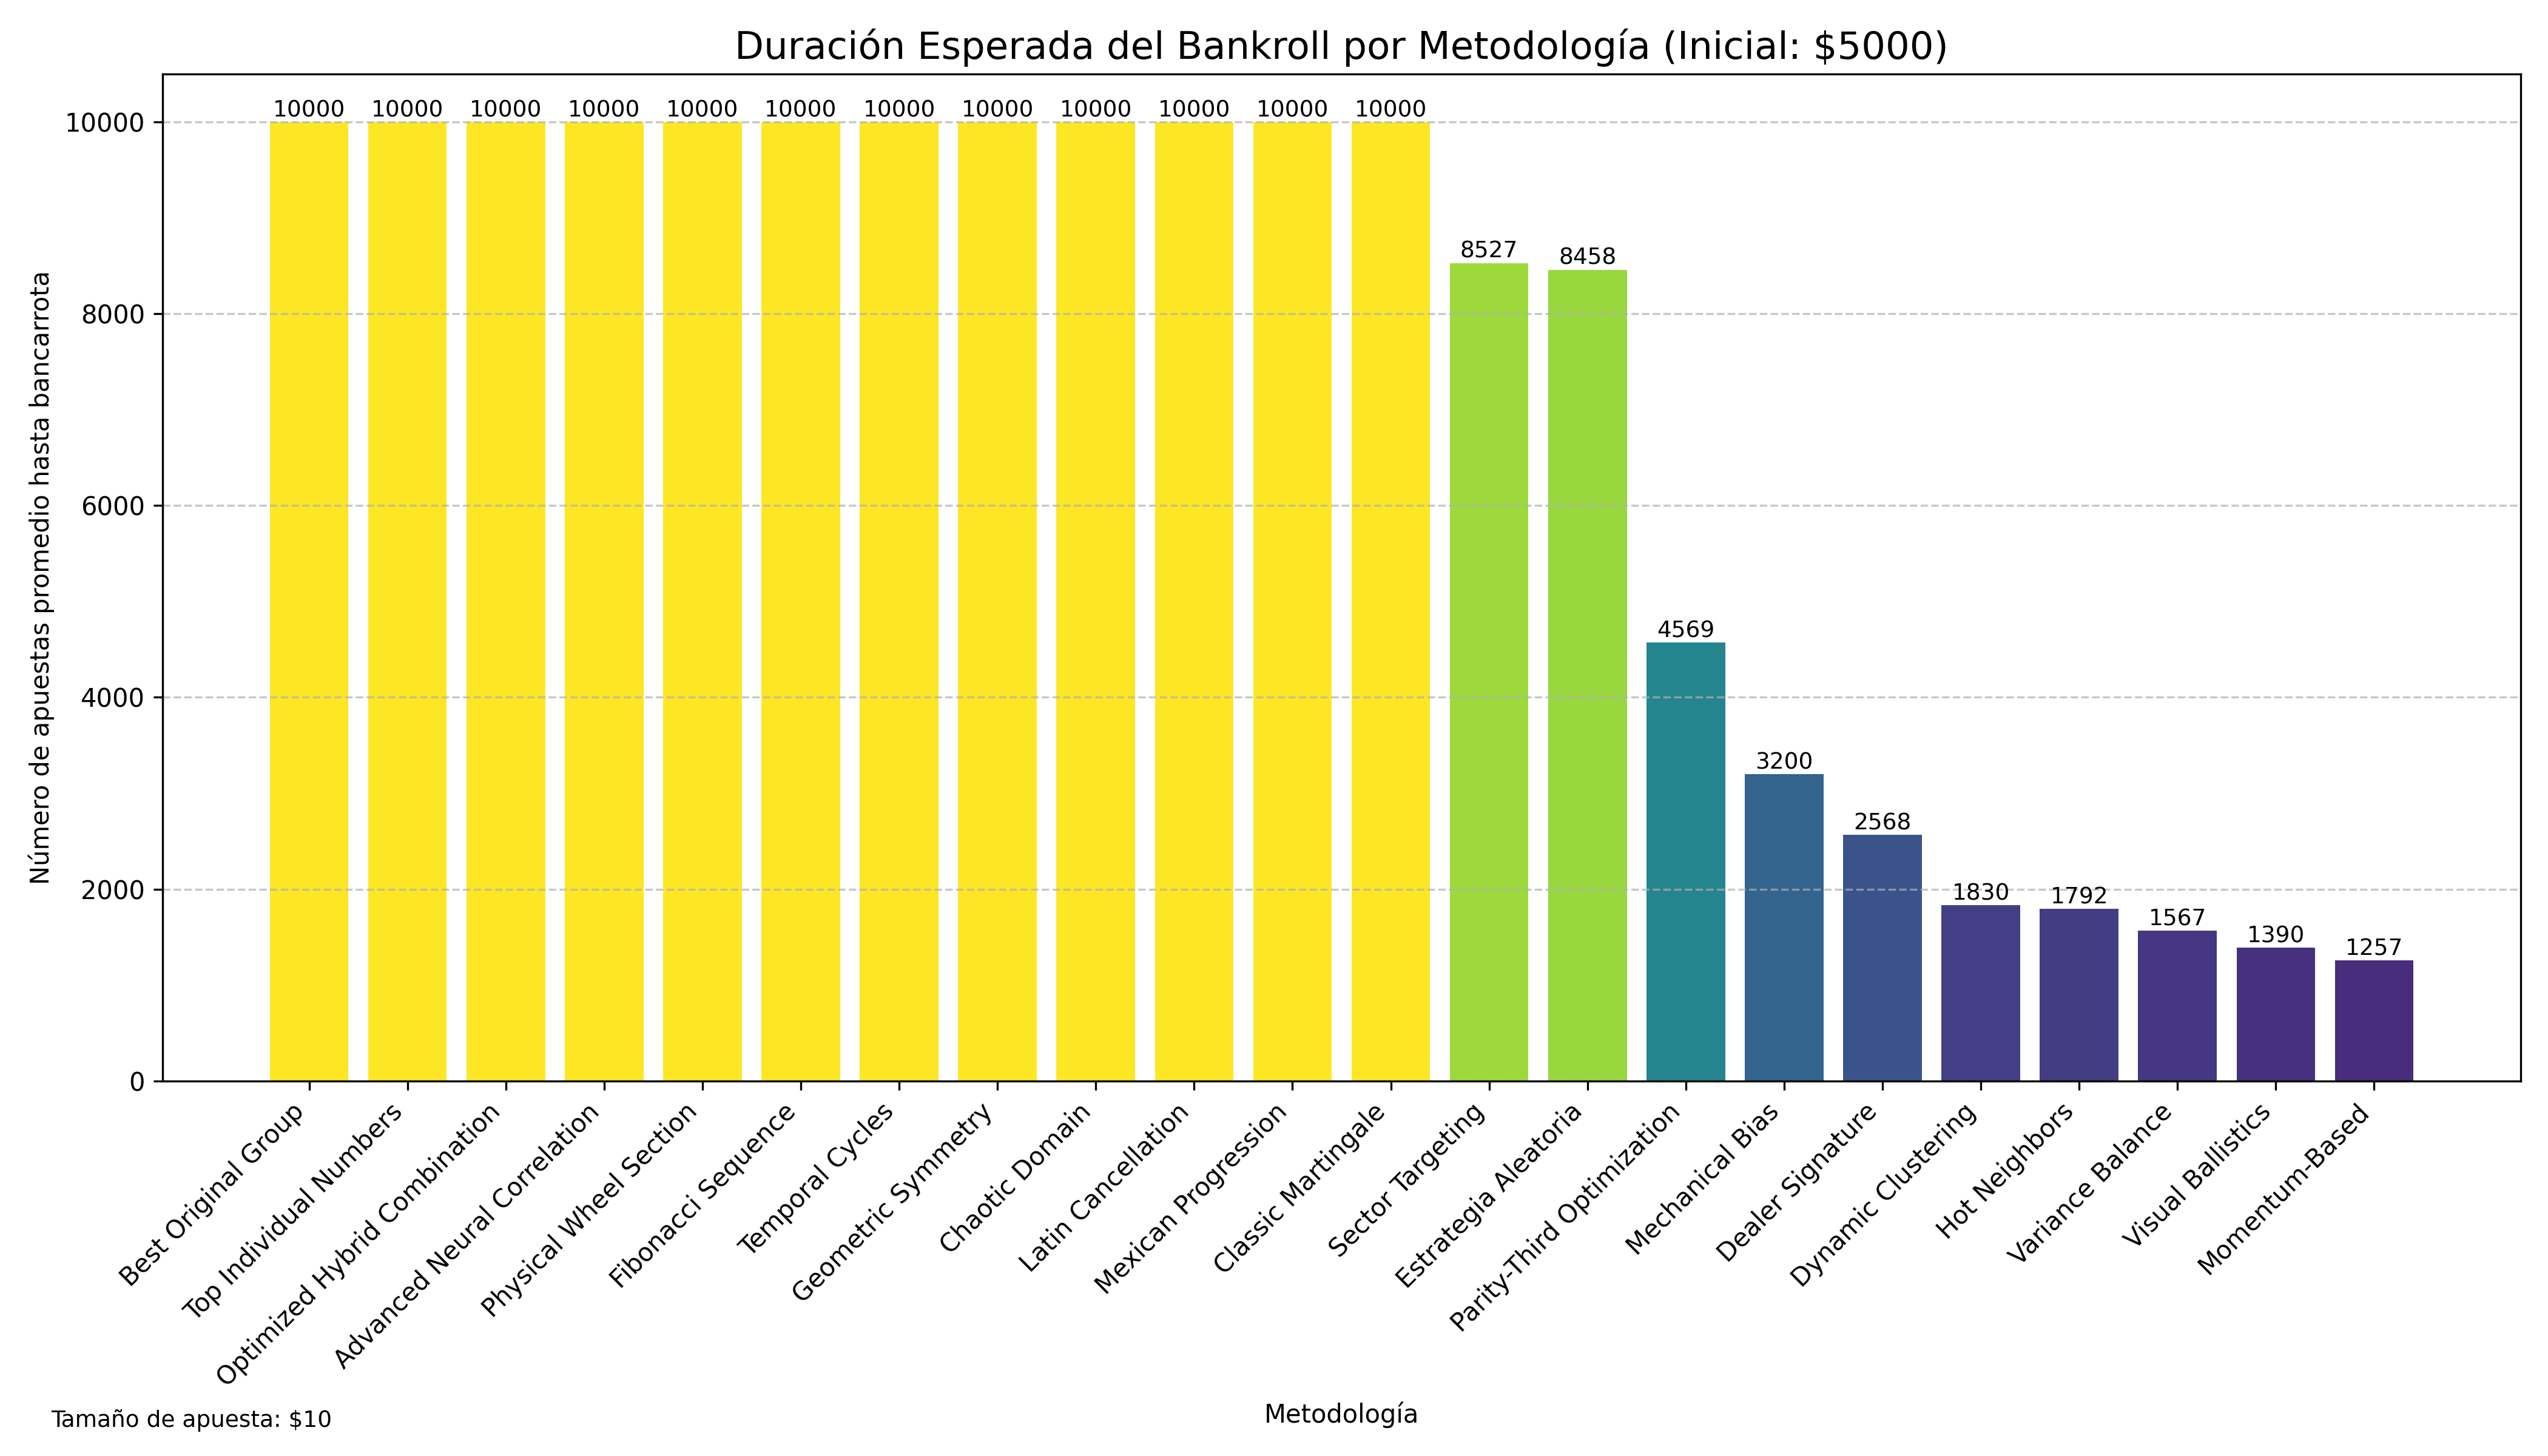 Duración Esperada del Bankroll por Metodología (Inicial: $5000)
Número de apuestas promedio hasta bancarrota
10000
8000
6000
4000
2000
0
10000
10000
10000
10000
10000
10000
10000
10000
10000
10000
10000
10000
8527
8458
4569
3200
2568
1830
1792
1567
1390
1257
Best Original Group
Top Individual Numbers
Optimized Hybrid Combination
Advanced Neural Correlation
Physical Wheel Section
Fibonacci Sequence
Temporal Cycles
Geometric Symmetry
Chaotic Domain
Latin Cancellation
Mexican Progression
Classic Martingale
Sector Targeting
Estrategia Aleatoria
Parity-Third Optimization
Mechanical Bias
Dealer Signature
Dynamic Clustering
Hot Neighbors
Variance Balance
Visual Ballistics
Momentum-Based
Metodología
Tamaño de apuesta: $10